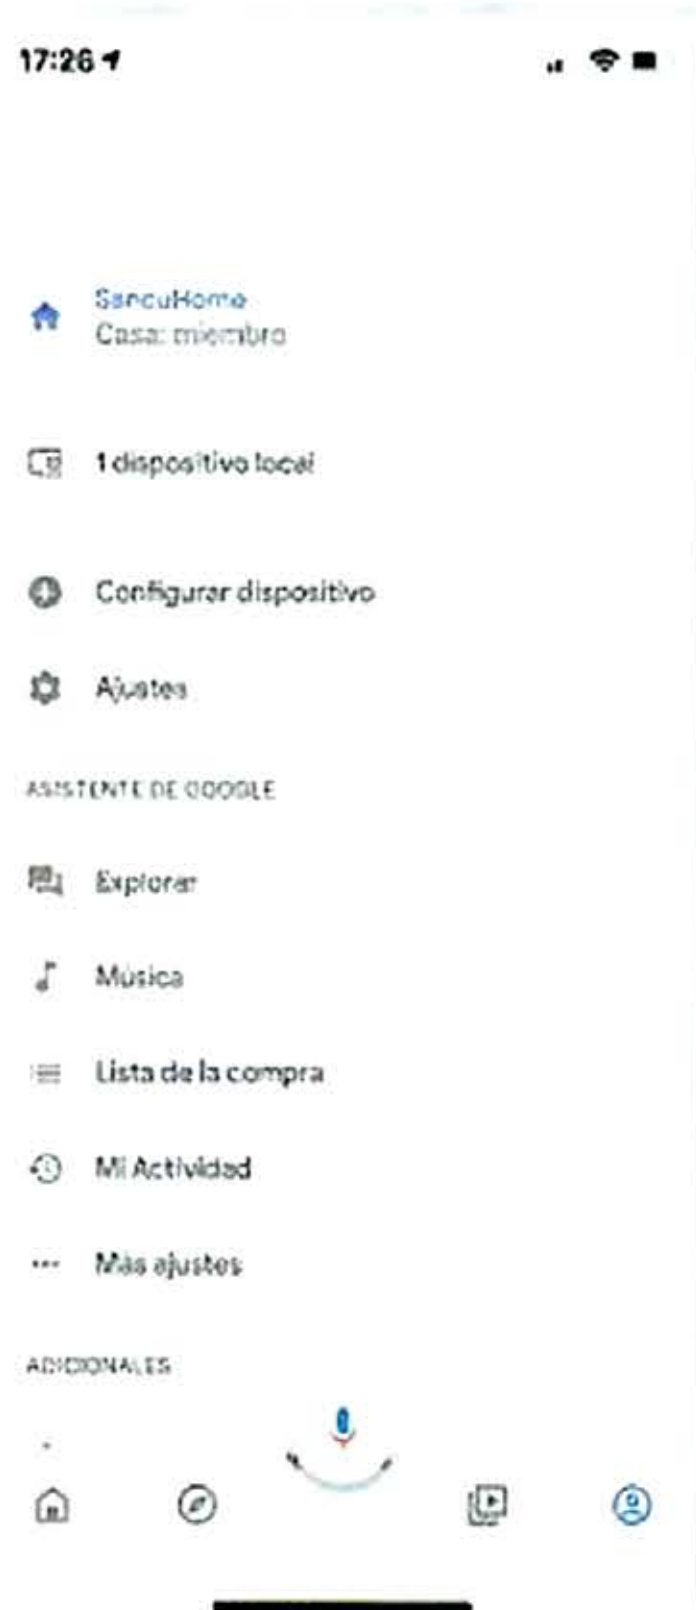 17:26
SancuHome
Casa: miembro
1 dispositivo local
Configurar dispositivo
Ajustes
ASISTENTE DE GOOGLE
Explorar
Música
Lista de la compra
Mi Actividad
Más ajustes
ADICIONALES